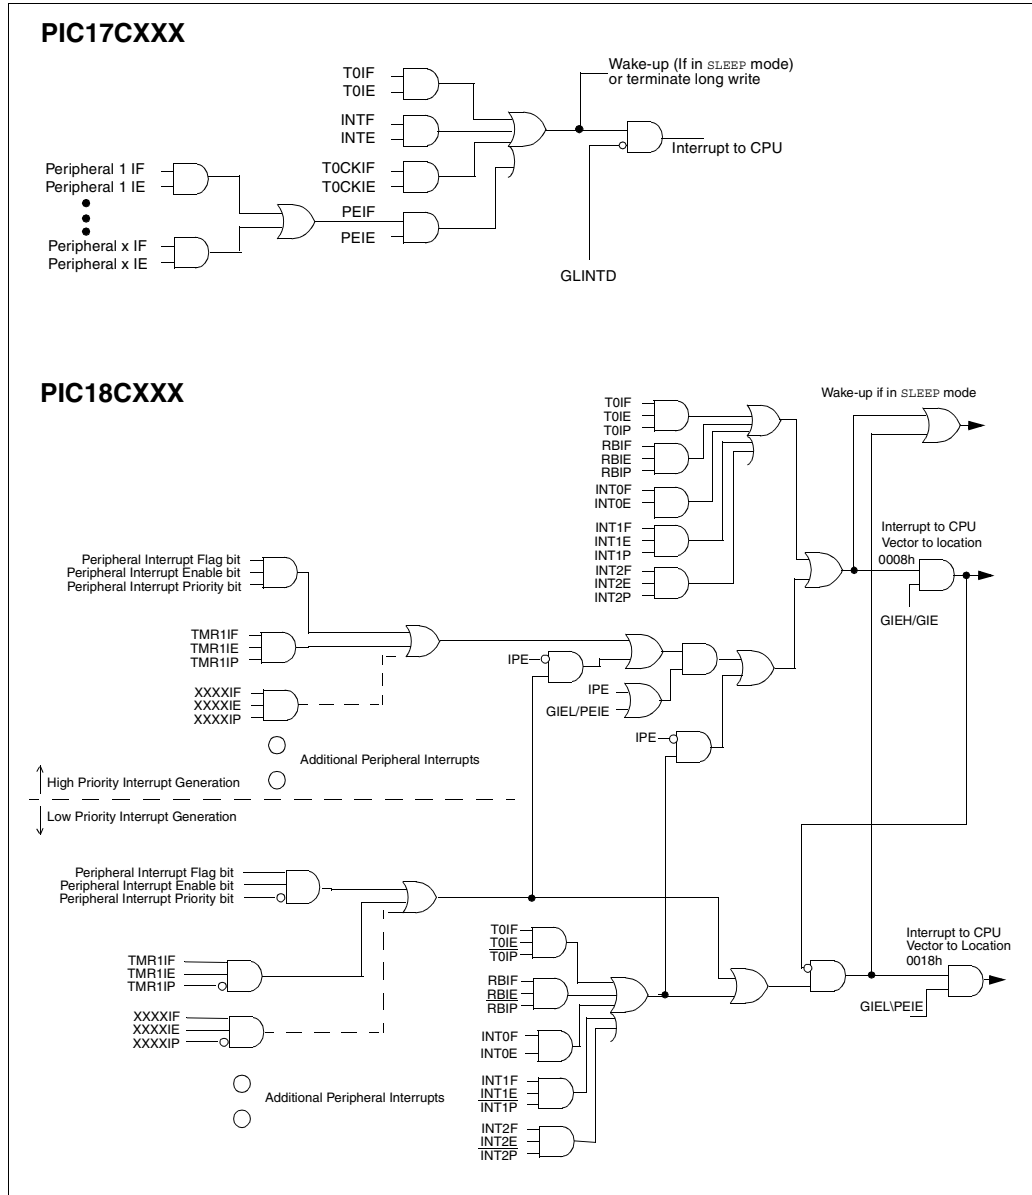 PIC17CXXX
T0IF
T0IE
Wake-up (If in SLEEP mode)
or terminate long write
INTF
INTE
Interrupt to CPU
Peripheral 1 IF
Peripheral 1 IE
T0CKIF
T0CKIE
PEIF
PEIE
Peripheral x IF
Peripheral x IE
GLINTD
PIC18CXXX
Wake-up if in SLEEP mode
T0IF
T0IE
T0IP
RBIF
RBIE
RBIP
INT0F
INT0E
INT1F
INT1E
INT1P
INT2F
INT2E
INT2P
Interrupt to CPU
Vector to location
0008h
GIEH/GIE
Peripheral Interrupt Flag bit
Peripheral Interrupt Enable bit
Peripheral Interrupt Priority bit
TMR1IF
TMR1IE
TMR1IP
XXXXIF
XXXXIE
XXXXIP
IPE
IPE
GIEL/PEIE
IPE
Additional Peripheral Interrupts
High Priority Interrupt Generation
Low Priority Interrupt Generation
Peripheral Interrupt Flag bit
Peripheral Interrupt Enable bit
Peripheral Interrupt Priority bit
TMR1IF
TMR1IE
TMR1IP
XXXXIF
XXXXIE
XXXXIP
Additional Peripheral Interrupts
T0IF
T0IE
T0IP
RBIF
RBIE
RBIP
INT0F
INT0E
INT1F
INT1E
INT1P
INT2F
INT2E
INT2P
Interrupt to CPU
Vector to Location
0018h
GIEL\PEIE